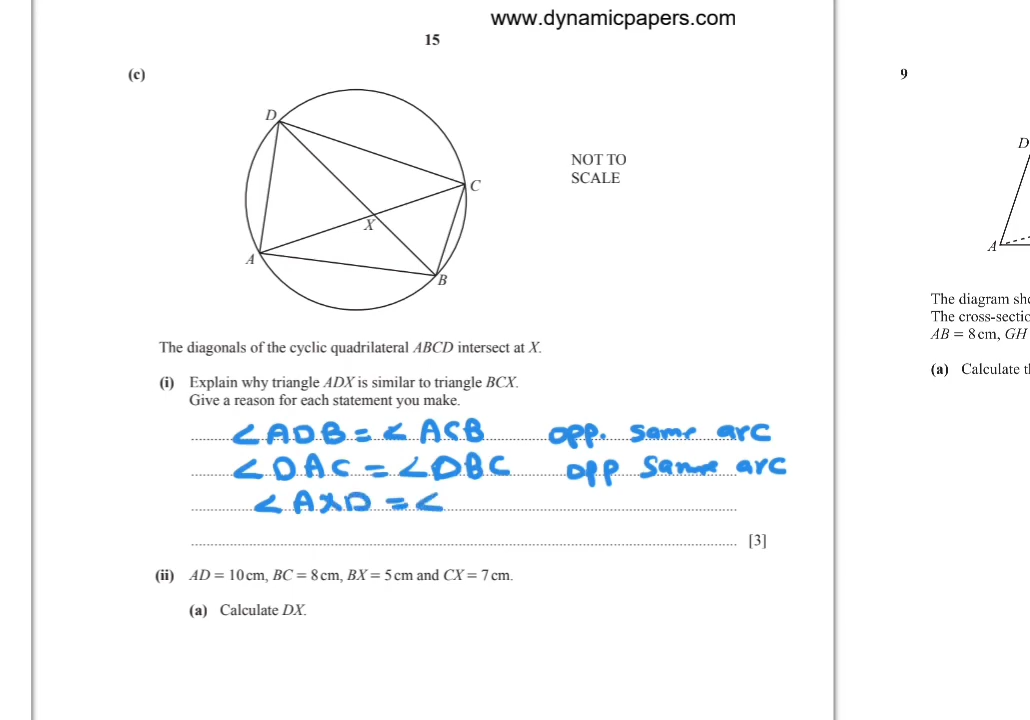 www.dynamicpapers.com
15
(c)
9
D
D
NOT TO
C
SCALE
X
A
A
B
The diagram sh
The cross-sectio
AB = 8 cm, GH
The diagonals of the cyclic quadrilateral ABCD intersect at X.
(a) Calculate t
(i) Explain why triangle ADX is similar to triangle BCX.
Give a reason for each statement you make.
∠ADB = ∠ACB opp. same arc
∠DAC = ∠DBC opp same arc
∠AXD = ∠
[3]
(ii) AD = 10 cm, BC = 8 cm, BX = 5 cm and CX = 7 cm.
(a) Calculate DX.